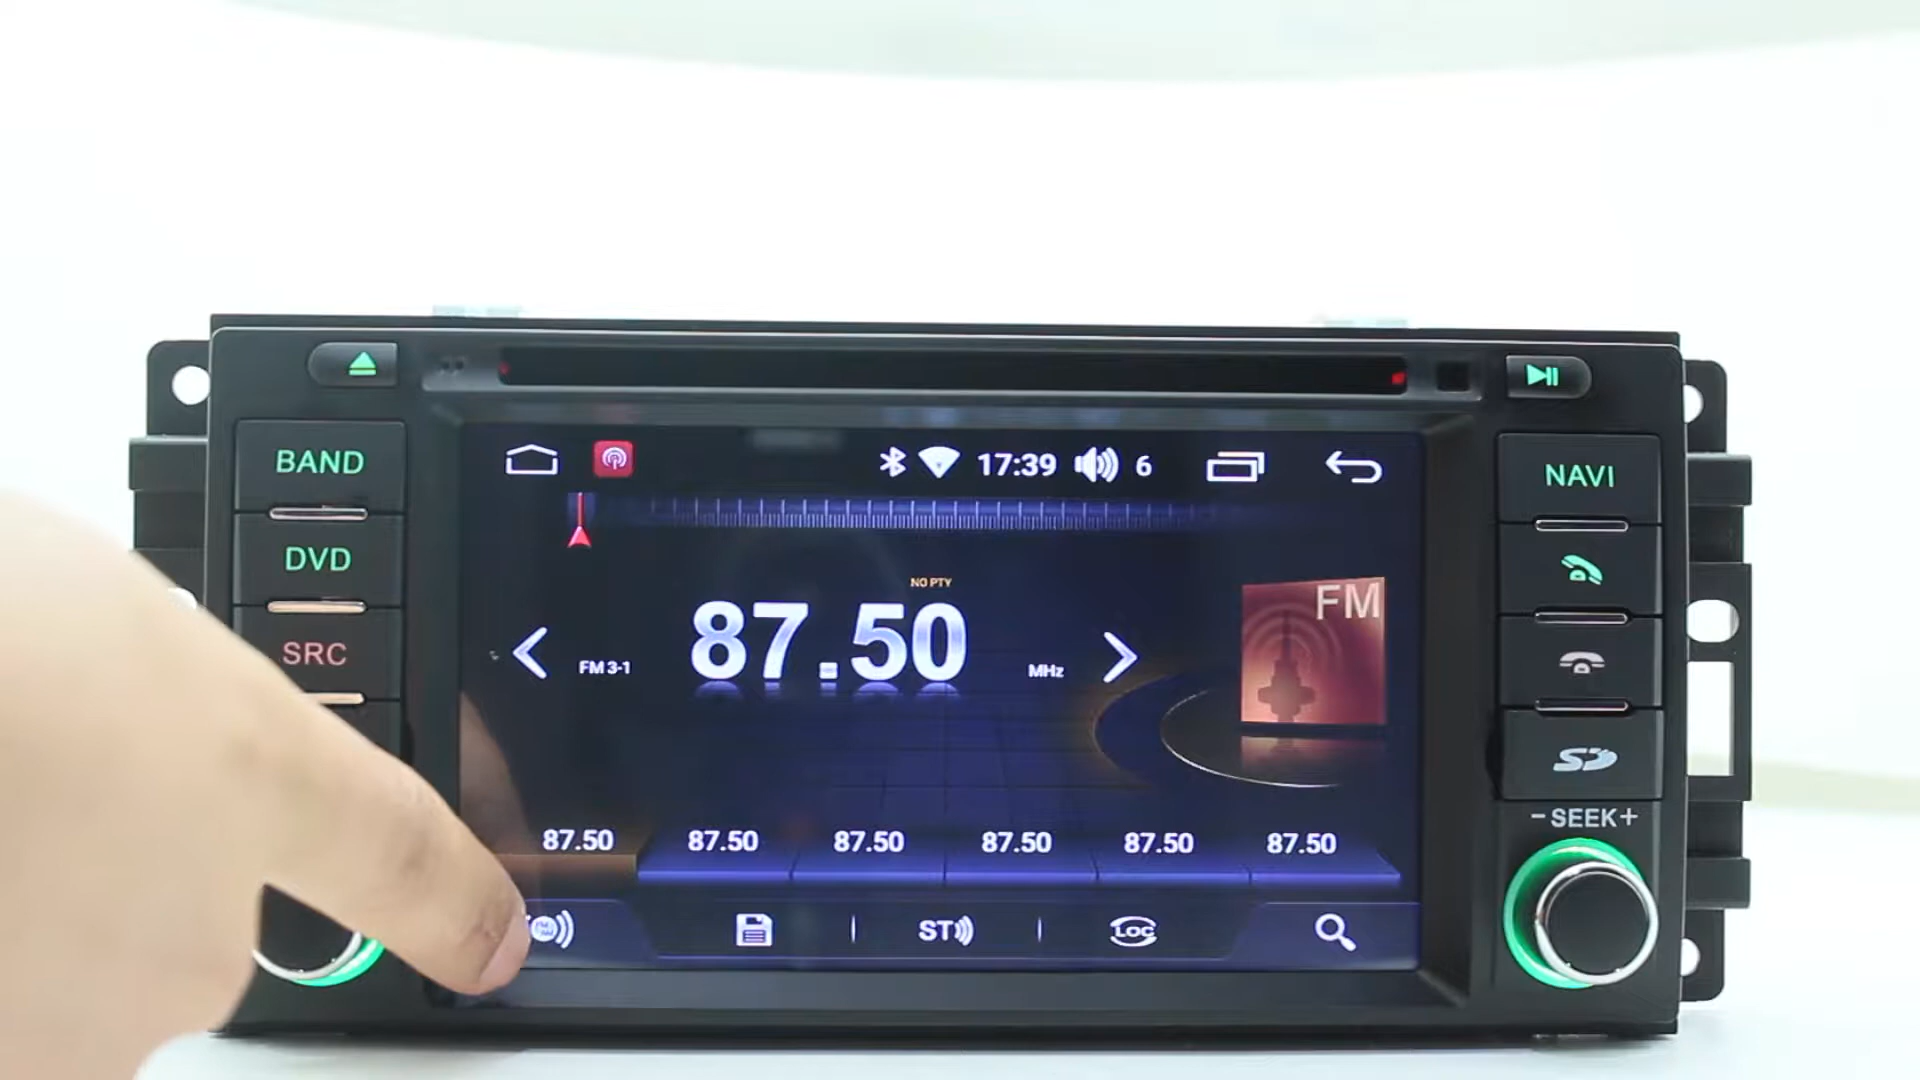 BAND
DVD
SRC
17:39
6
NO PTY
FM 3-1
87.50
MHz
FM
87.50
87.50
87.50
87.50
87.50
87.50
ST
LOC
NAVI
SD
- SEEK +